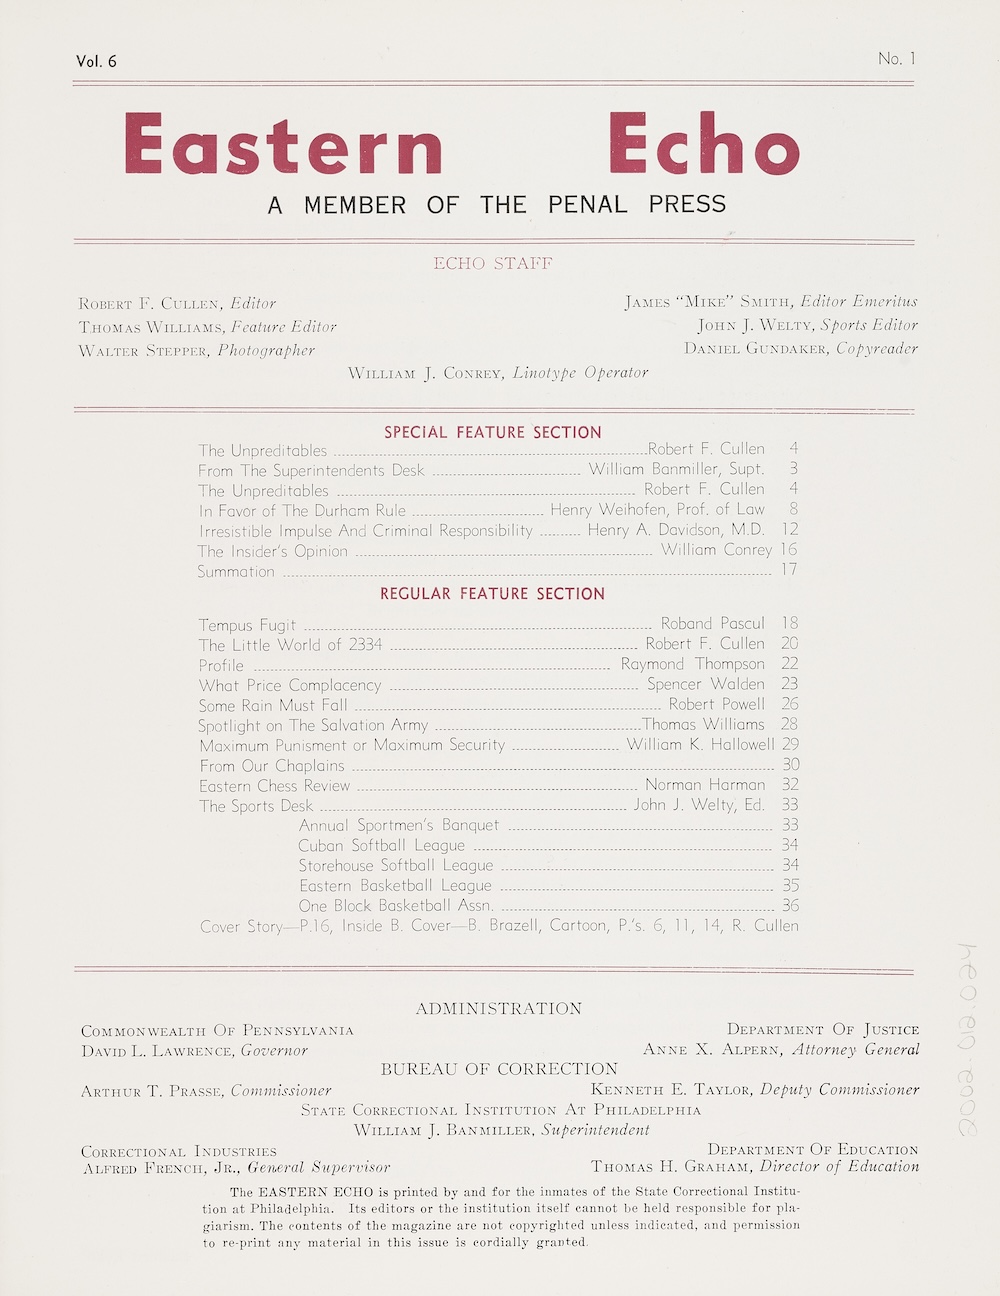 Vol. 6 No. 1
Eastern Echo
A MEMBER OF THE PENAL PRESS
ECHO STAFF
ROBERT F. CULLEN, Editor JAMES "MIKE" SMITH, Editor Emeritus
THOMAS WILLIAMS, Feature Editor JOHN J. WELTY, Sports Editor
WALTER STEPPER, Photographer DANIEL GUNDAKER, Copyreader
WILLIAM J. CONREY, Linotype Operator
SPECIAL FEATURE SECTION
The Unpreditables Robert F. Cullen 4
From The Superintendents Desk William Banmiller, Supt. 3
The Unpreditables Robert F. Cullen 4
In Favor of The Durham Rule Henry Weihofen, Prof. of Law 8
Irresistible Impulse And Criminal Responsibility Henry A. Davidson, M.D. 12
The Insider's Opinion William Conrey 16
Summation 17
REGULAR FEATURE SECTION
Tempus Fugit Roband Pascul 18
The Little World of 2334 Robert F. Cullen 20
Profile Raymond Thompson 22
What Price Complacency Spencer Walden 23
Some Rain Must Fall Robert Powell 26
Spotlight on The Salvation Army Thomas Williams 28
Maximum Punisment or Maximum Security William K. Hallowell 29
From Our Chaplains 30
Eastern Chess Review Norman Harman 32
The Sports Desk John J. Welty, Ed. 33
Annual Sportmen's Banquet 33
Cuban Softball League 34
Storehouse Softball League 34
Eastern Basketball League 35
One Block Basketball Assn. 36
Cover Story—P.16, Inside B. Cover—B. Brazell, Cartoon, P.'s. 6, 11, 14, R. Cullen
ADMINISTRATION
COMMONWEALTH OF PENNSYLVANIA DEPARTMENT OF JUSTICE
DAVID L. LAWRENCE, Governor ANNE X. ALPERN, Attorney General
BUREAU OF CORRECTION
ARTHUR T. PRASSE, Commissioner KENNETH E. TAYLOR, Deputy Commissioner
STATE CORRECTIONAL INSTITUTION AT PHILADELPHIA
WILLIAM J. BANMILLER, Superintendent
CORRECTIONAL INDUSTRIES DEPARTMENT OF EDUCATION
ALFRED FRENCH, JR., General Supervisor THOMAS H. GRAHAM, Director of Education
The EASTERN ECHO is printed by and for the inmates of the State Correctional Institu-
tion at Philadelphia. Its editors or the institution itself cannot be held responsible for pla-
giarism. The contents of the magazine are not copyrighted unless indicated, and permission
to re-print any material in this issue is cordially granted.